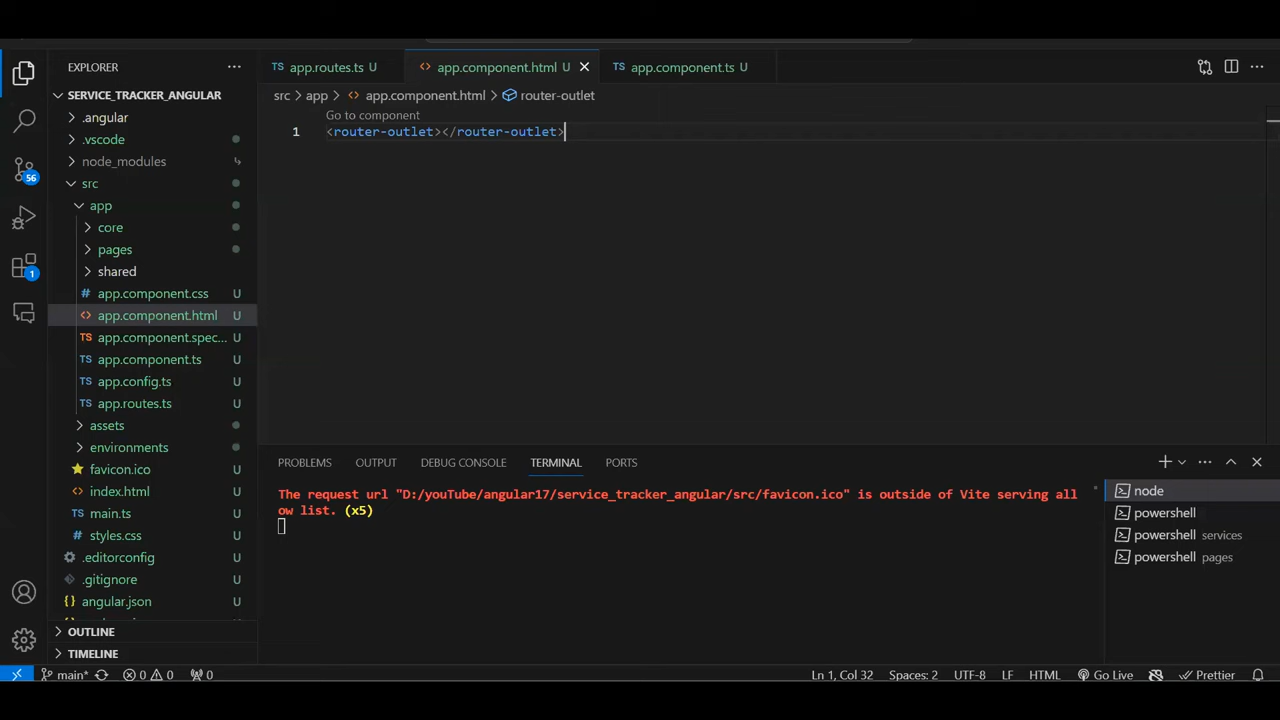 EXPLORER
SERVICE_TRACKER_ANGULAR
.angular
.vscode
node_modules
src
app
core
pages
shared
# app.component.css U
<> app.component.html U
TS app.component.spec... U
TS app.component.ts U
TS app.config.ts U
TS app.routes.ts U
assets
environments
favicon.ico U
<> index.html U
TS main.ts U
# styles.css U
.editorconfig U
.gitignore U
{} angular.json U
OUTLINE
TIMELINE
56
1
TS app.routes.ts U
<> app.component.html U
TS app.component.ts U
src > app > <> app.component.html > router-outlet
Go to component
1 <router-outlet></router-outlet>
PROBLEMS OUTPUT DEBUG CONSOLE TERMINAL PORTS
The request url "D:/youTube/angular17/service_tracker_angular/src/favicon.ico" is outside of Vite serving all
ow list. (x5)
node
powershell
powershell services
powershell pages
main* 0 0 0 Ln 1, Col 32 Spaces: 2 UTF-8 LF HTML Go Live Prettier